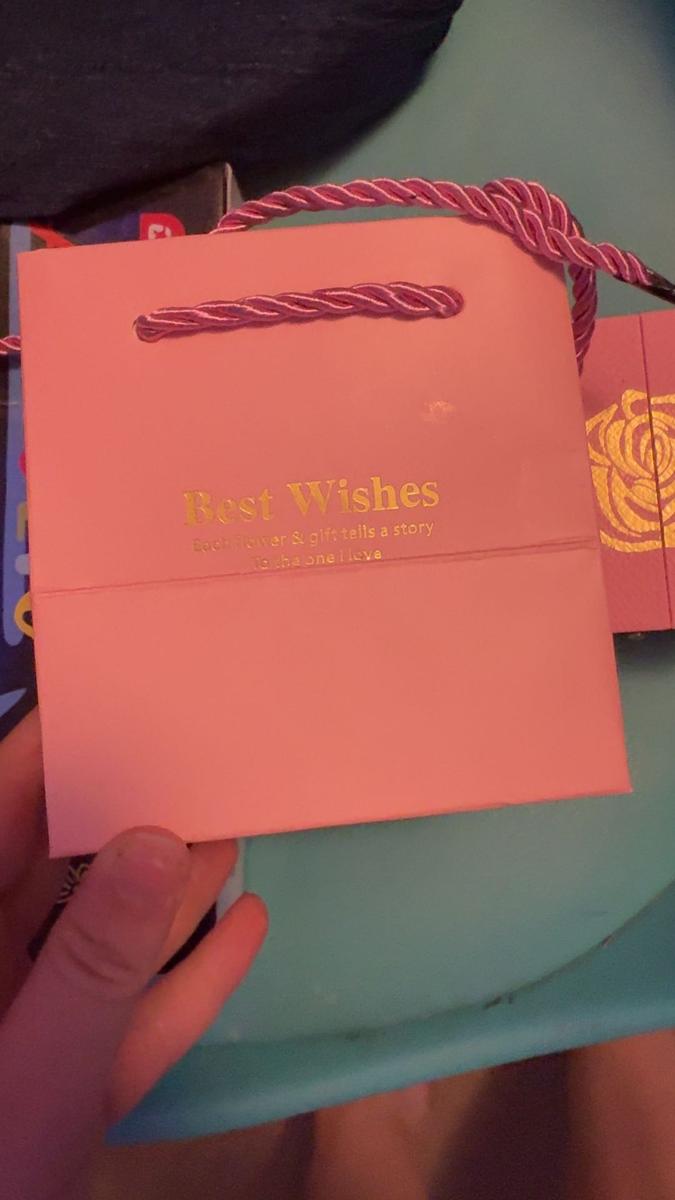 Best Wishes
Each flower & gift tells a story
To the one I love